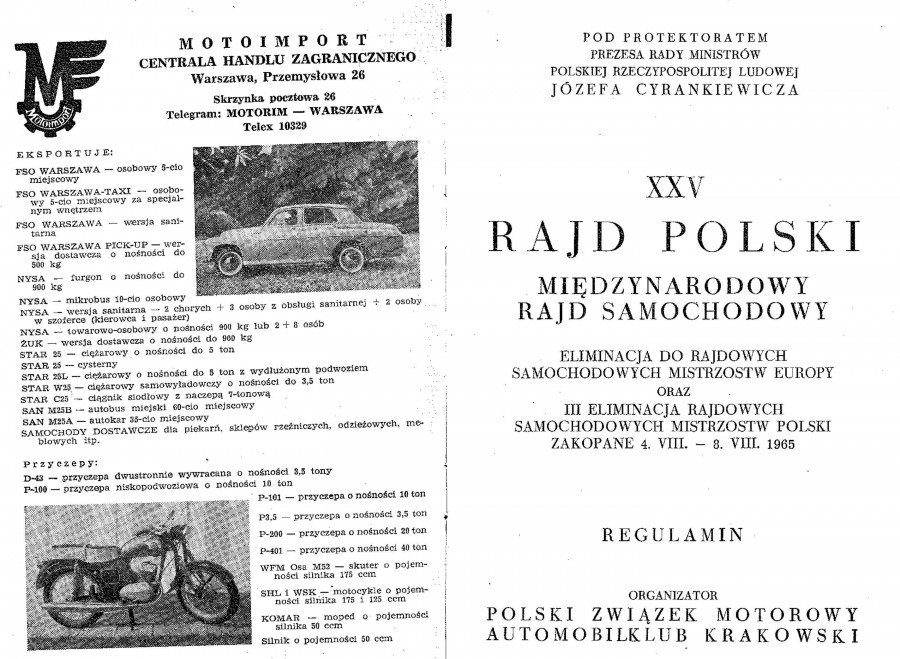 MOTOIMPORT
CENTRALA HANDLU ZAGRANICZNEGO
Warszawa, Przemysłowa 26
Skrzynka pocztowa 26
Telegram: MOTORIM — WARSZAWA
Telex 10329
Motoimport
EKSPORTUJE:
FSO WARSZAWA — osobowy 5-cio
miejscowy
FSO WARSZAWA-TAXI — osobo-
wy 5-cio miejscowy za specjal-
nym wnętrzem
FSO WARSZAWA — wersja sani-
tarna
FSO WARSZAWA PICK-UP — wer-
sja dostawcza o nośności do
500 kg
NYSA — furgon o nośności do
900 kg
NYSA — mikrobus 10-cio osobowy
NYSA — wersja sanitarna — 2 chorych + 3 osoby z obsługi sanitarnej + 2 osoby
w szoferce (kierowca i pasażer)
NYSA — towarowo-osobowy o nośności 900 kg lub 2 + 8 osób
ŻUK — wersja dostawcza o nośności do 900 kg
STAR 25 — ciężarowy o nośności do 5 ton
STAR 25 — cysterny
STAR 25L — ciężarowy o nośności do 5 ton z wydłużonym podwoziem
STAR W25 — ciężarowy samowyładowczy o nośności do 3,5 ton
STAR C25 — ciągnik siodłowy z naczepą 7-tonową
SAN M25B — autobus miejski 60-cio miejscowy
SAN M25A — autokar 35-cio miejscowy
SAMOCHODY DOSTAWCZE dla piekarń, sklepów rzeźniczych, odzieżowych, me-
blowych itp.
Przyczepy:
D-43 — przyczepa dwustronnie wywracana o nośności 3,5 tony
P-100 — przyczepa niskopodwoziowa o nośności 10 ton
P-101 — przyczepa o nośności 10 ton
P3,5 — przyczepa o nośności 3,5 ton
P-200 — przyczepa o nośności 20 ton
P-401 — przyczepa o nośności 40 ton
WFM Osa M52 — skuter o pojem-
ności silnika 175 ccm
SHL i WSK — motocykle o pojem-
ności silnika 175 i 125 ccm
KOMAR — moped o pojemności
silnika 50 ccm
Silnik o pojemności 50 ccm
POD PROTEKTORATEM
PREZESA RADY MINISTRÓW
POLSKIEJ RZECZYPOSPOLITEJ LUDOWEJ
JÓZEFA CYRANKIEWICZA
XXV
RAJD POLSKI
MIĘDZYNARODOWY
RAJD SAMOCHODOWY
ELIMINACJA DO RAJDOWYCH
SAMOCHODOWYCH MISTRZOSTW EUROPY
ORAZ
III ELIMINACJA RAJDOWYCH
SAMOCHODOWYCH MISTRZOSTW POLSKI
ZAKOPANE 4. VIII. — 8. VIII. 1965
REGULAMIN
ORGANIZATOR
POLSKI ZWIĄZEK MOTOROWY
AUTOMOBILKLUB KRAKOWSKI